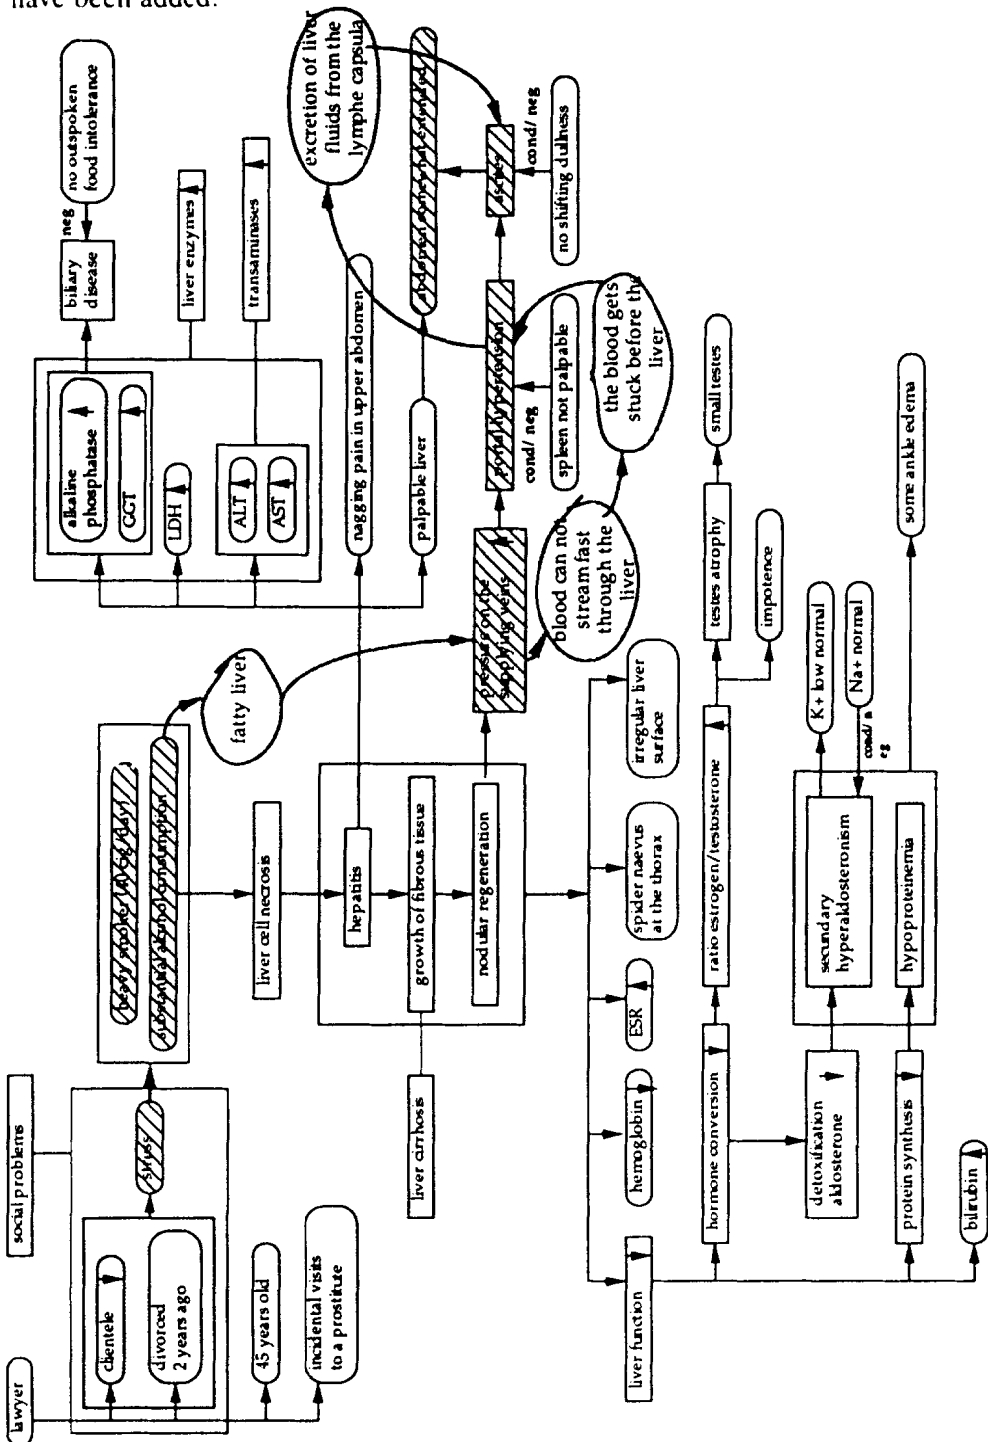 have been added.
lawyer
social problems
clientele
divorced
2 years ago
45 years old
incidental visits
to a prostitute
stress
heavy smoker
substantial alcohol consumption
fatty liver
liver cell necrosis
hepatitis
growth of fibrous tissue
nodular regeneration
liver cirrhosis
alkaline
phosphatase
GGT
LDH
ALT
AST
biliary
disease
neg
no outspoken
food intolerance
liver enzymes
transaminases
nagging pain in upper abdomen
palpable liver
abdomen somewhat extended
excretion of liver
fluids from the
lymphe capsula
pressure on the
supplying veins
portal hypertension
ascites
cond/ neg
spleen not palpable
cond/ neg
no shifting dullness
blood can not
stream fast
through the
liver
the blood gets
stuck before the
liver
liver function
hemoglobin
ESR
spider naevus
at the thorax
irregular liver
surface
hormone conversion
ratio estrogen/testosterone
testes atrophy
small testes
impotence
detoxification
aldosterone
secundary
hyperaldosteronism
K+ low normal
Na+ normal
cond/ n
eg
protein synthesis
hypoproteinemia
some ankle edema
bilirubin